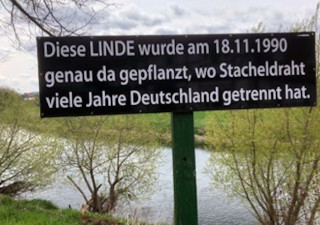 Diese LINDE wurde am 18.11.1990
genau da gepflanzt, wo Stacheldraht
viele Jahre Deutschland getrennt hat.